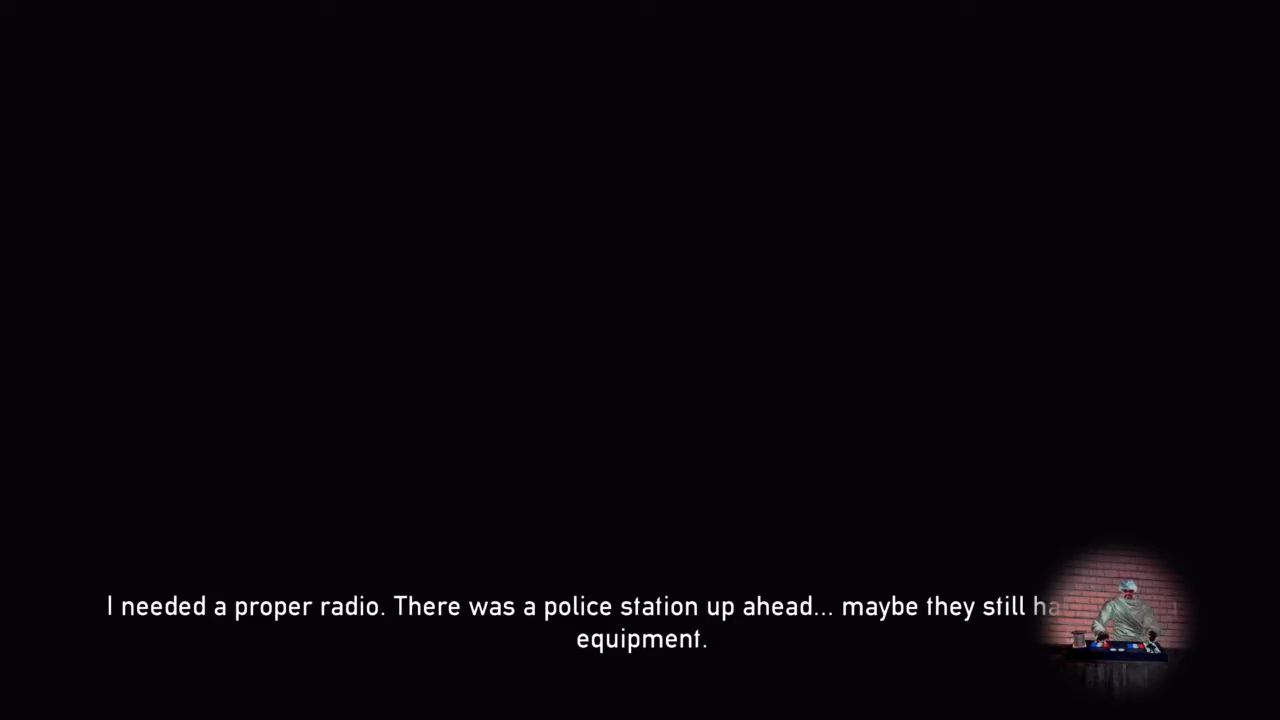 I needed a proper radio. There was a police station up ahead... maybe they still
equipment.